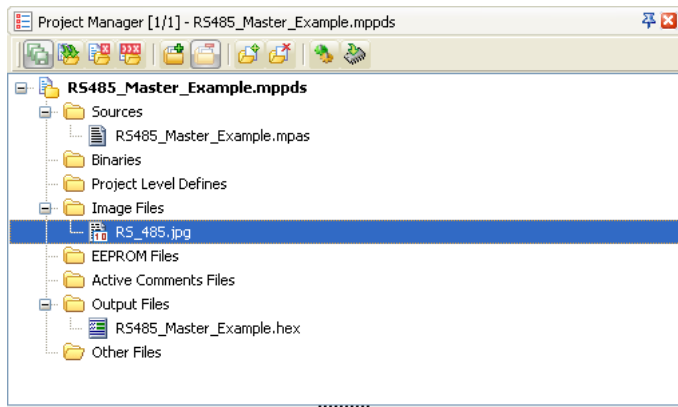 Project Manager [1/1] - RS485_Master_Example.mppds
RS485_Master_Example.mppds
Sources
RS485_Master_Example.mpas
Binaries
Project Level Defines
Image Files
RS_485.jpg
EEPROM Files
Active Comments Files
Output Files
RS485_Master_Example.hex
Other Files